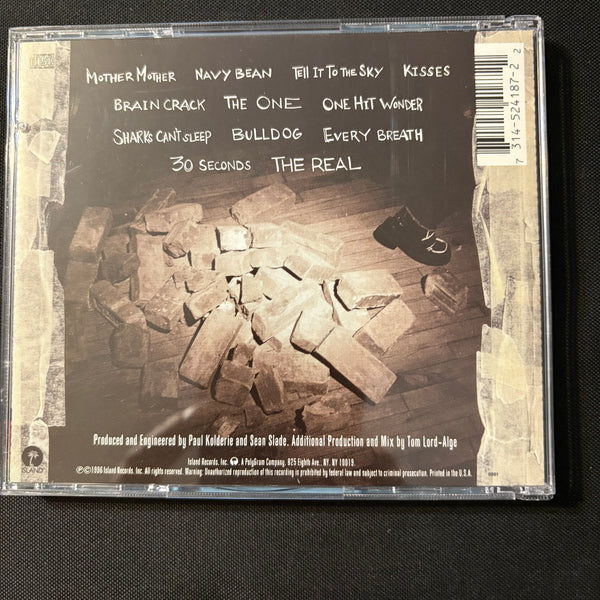 MOTHER MOTHER NAVY BEAN TELL IT TO THE SKY KISSES
BRAIN CRACK THE ONE ONE HIT WONDER
SHARKS CAN'T SLEEP BULLDOG EVERY BREATH
30 SECONDS THE REAL
7 314-524187-2 2
Produced and Engineered by Paul Kolderie and Sean Slade. Additional Production and Mix by Tom Lord-Alge
Island Records, Inc. A PolyGram Company, 825 Eighth Ave., NY, NY 10019.
℗©1996 Island Records, Inc. All rights reserved. Warning: Unauthorized reproduction of this recording is prohibited by federal law and subject to criminal prosecution. Printed in the U.S.A.
ISLAND